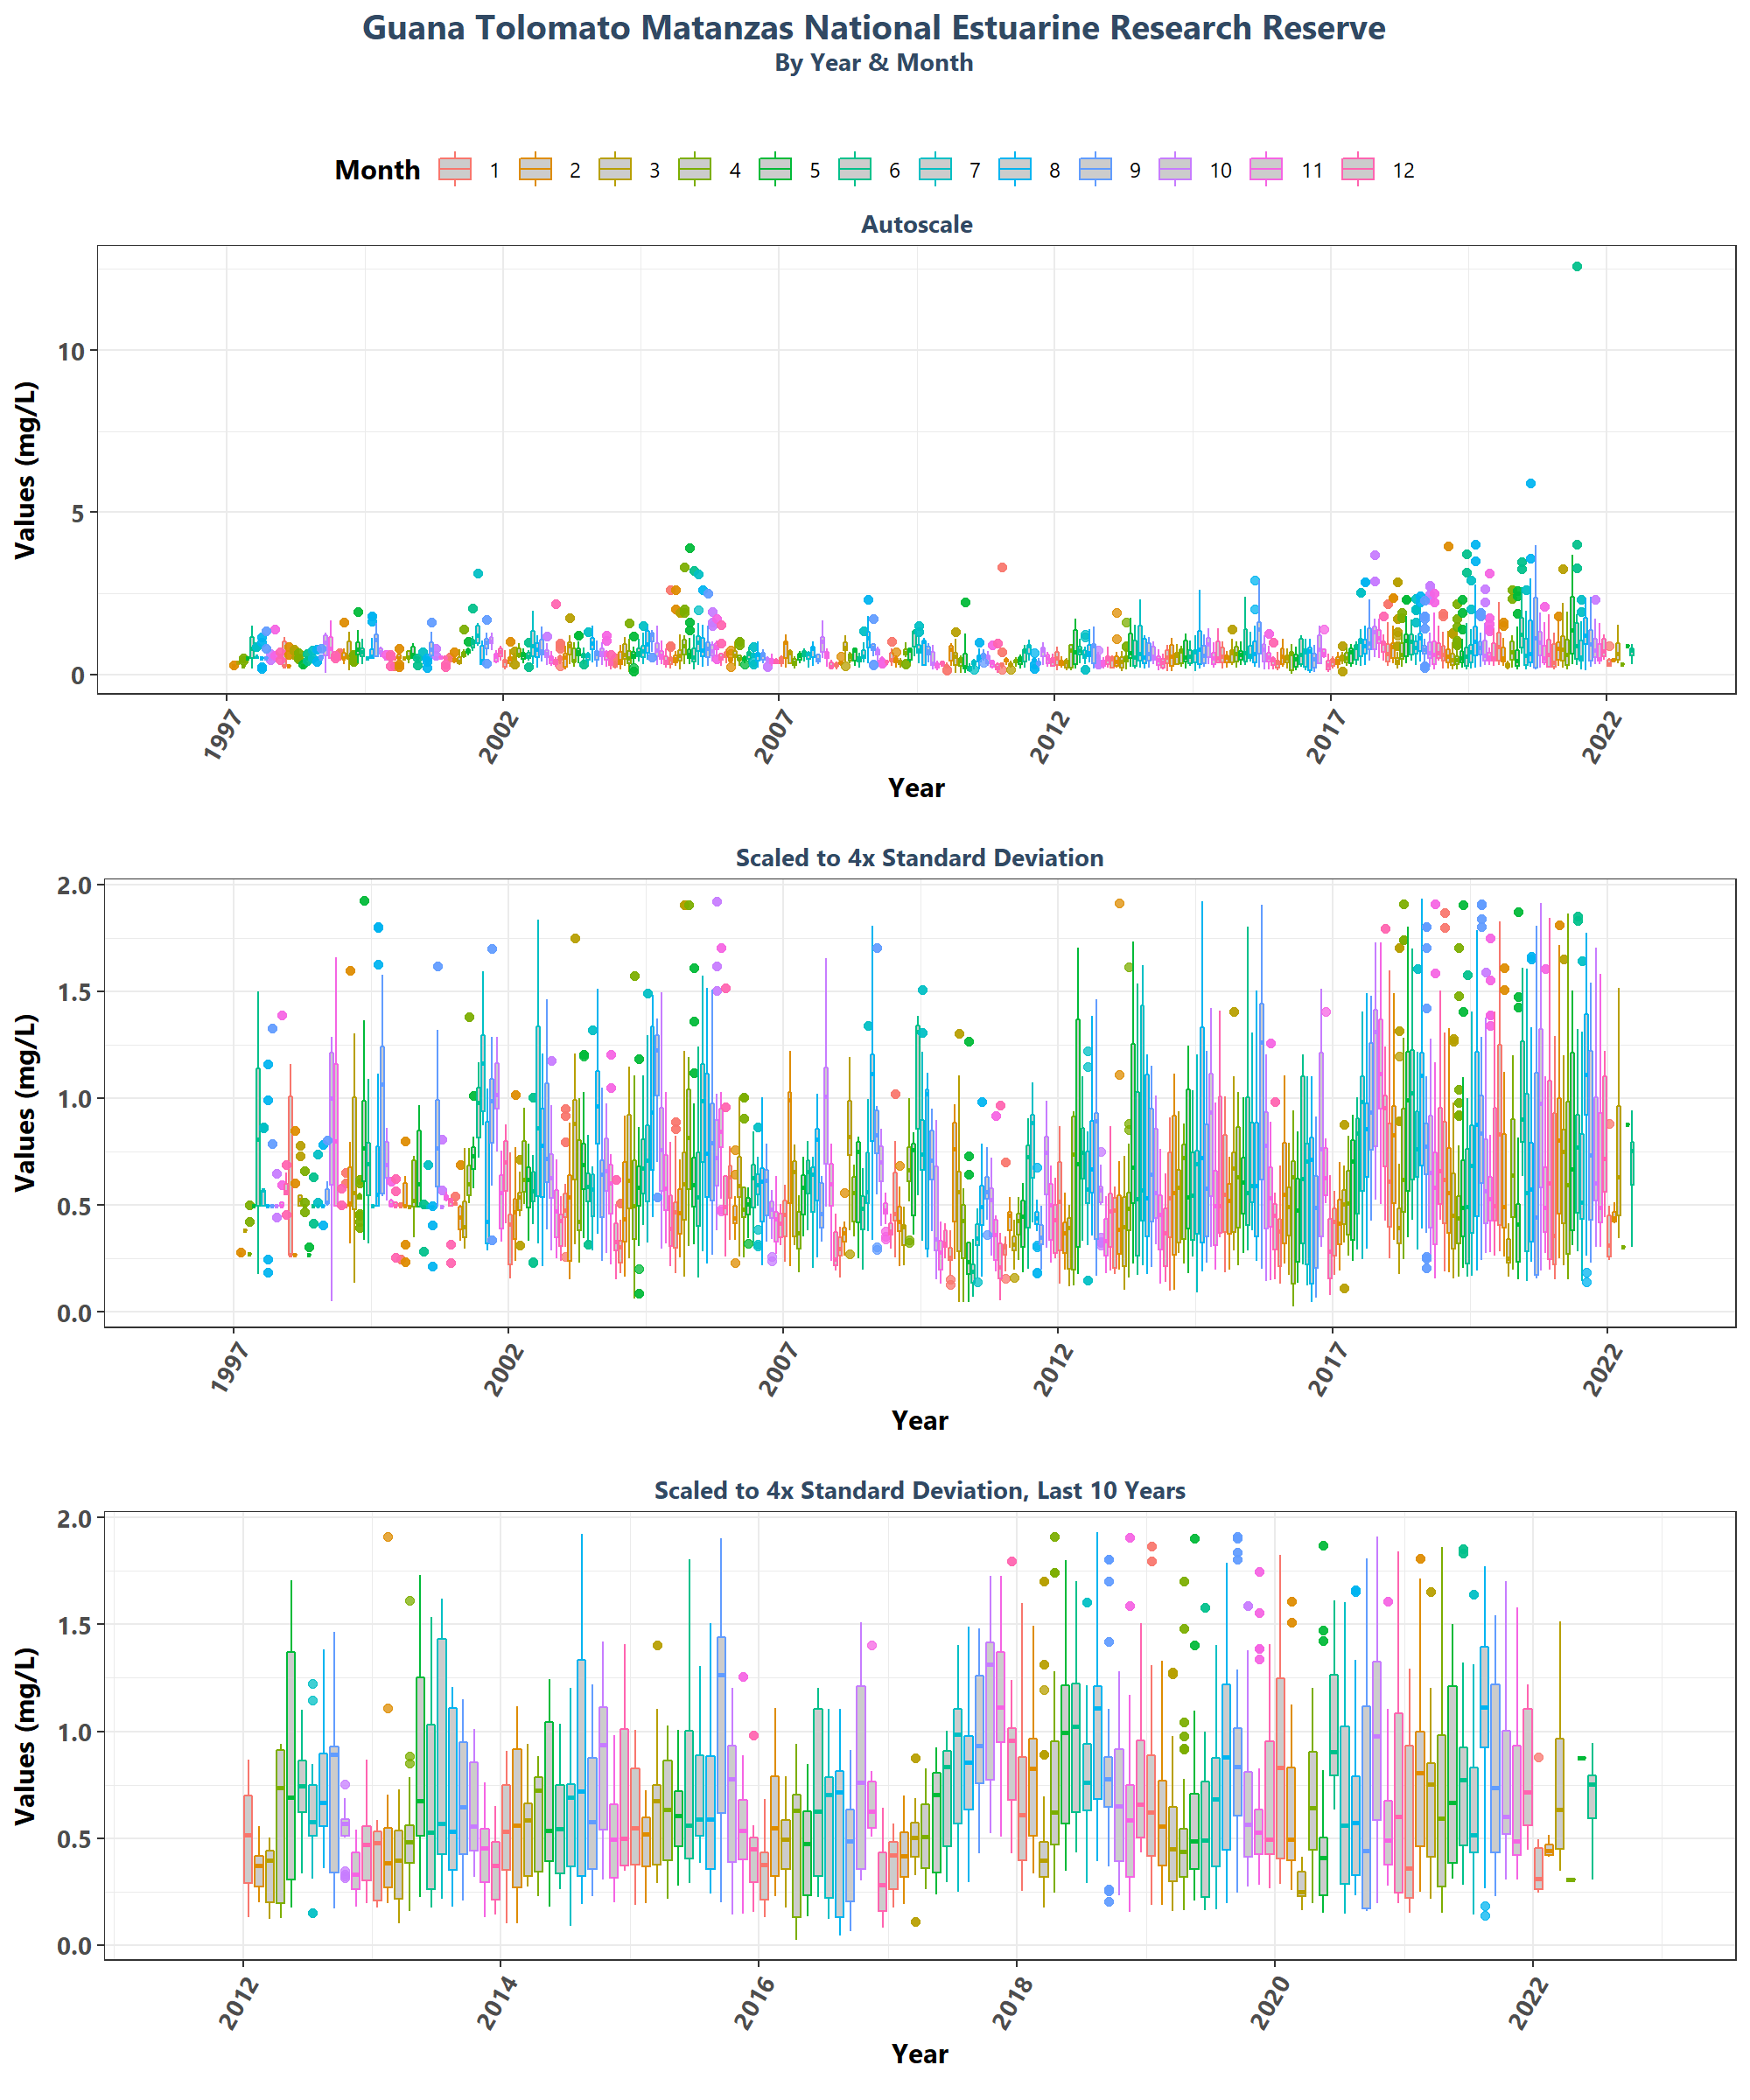 Guana Tolomato Matanzas National Estuarine Research Reserve
By Year & Month
Month 1 2 3 4 5 6 7 8 9 10 11 12
Autoscale
10
5
0
Values (mg/L)
1997 2002 2007 2012 2017 2022
Year
Scaled to 4x Standard Deviation
2.0
1.5
1.0
0.5
0.0
Values (mg/L)
1997 2002 2007 2012 2017 2022
Year
Scaled to 4x Standard Deviation, Last 10 Years
2.0
1.5
1.0
0.5
0.0
Values (mg/L)
2012 2014 2016 2018 2020 2022
Year